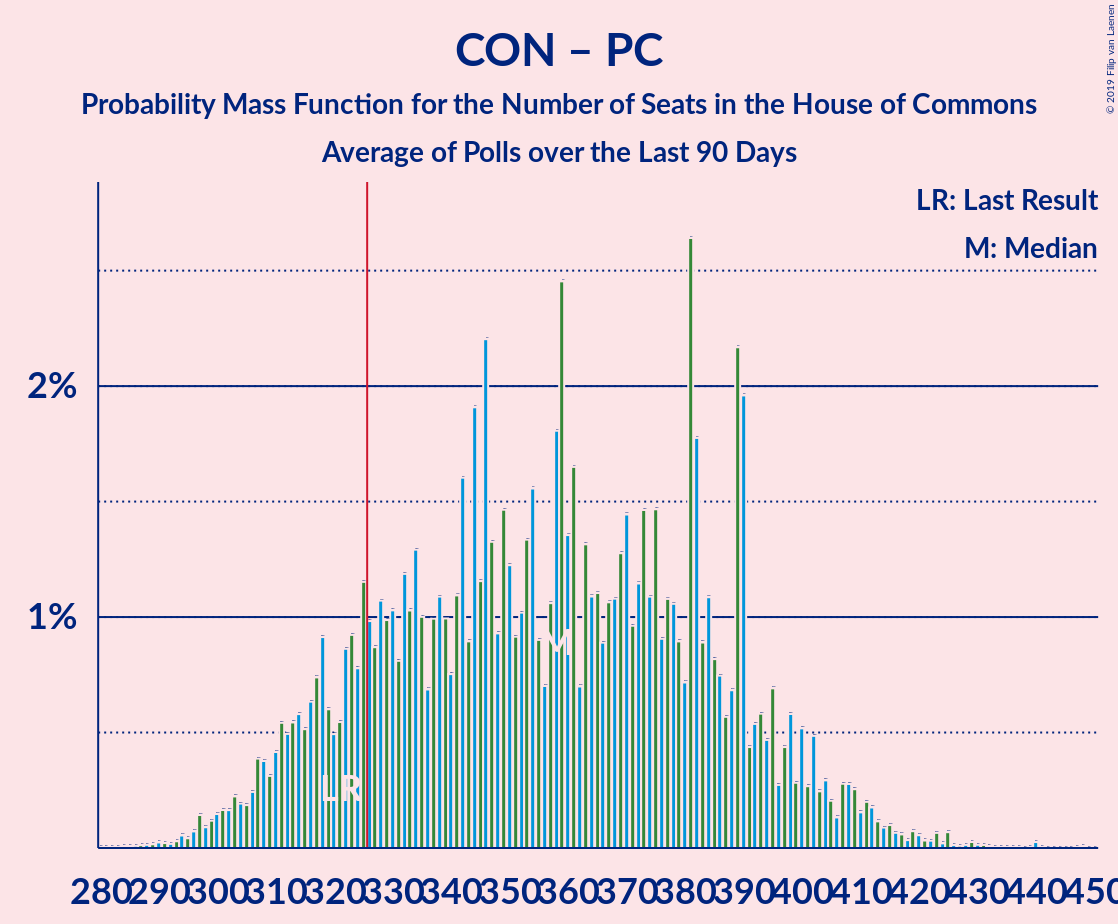 CON – PC
Probability Mass Function for the Number of Seats in the House of Commons
Average of Polls over the Last 90 Days
© 2019 Filip van Laenen
LR: Last Result
M: Median
2%
1%
M
LR
280 290 300 310 320 330 340 350 360 370 380 390 400 410 420 430 440 450